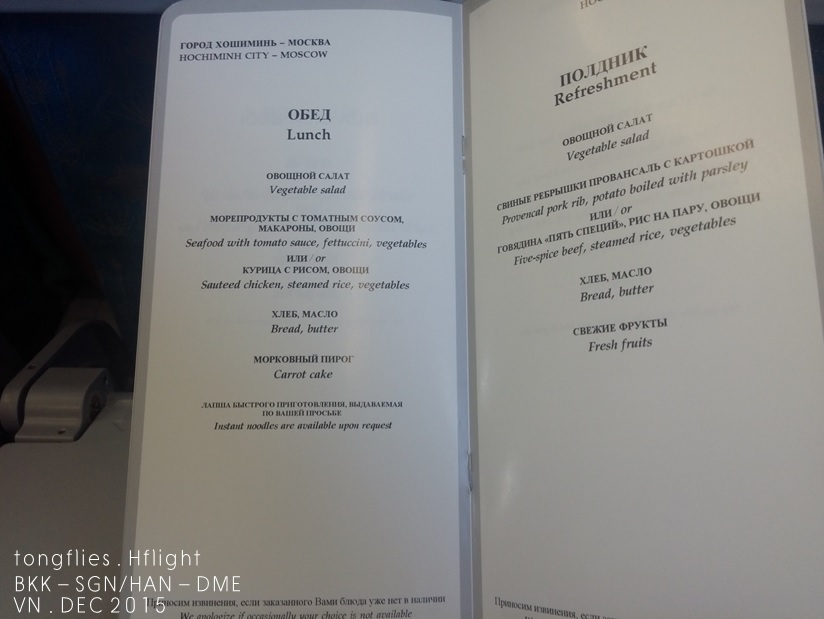 ГОРОД ХОШИМИНЬ – МОСКВА
HOCHIMINH CITY – MOSCOW
ОБЕД
Lunch
ОВОЩНОЙ САЛАТ
Vegetable salad
МОРЕПРОДУКТЫ С ТОМАТНЫМ СОУСОМ,
МАКАРОНЫ, ОВОЩИ
Seafood with tomato sauce, fettuccini, vegetables
ИЛИ / or
КУРИЦА С РИСОМ, ОВОЩИ
Sauteed chicken, steamed rice, vegetables
ХЛЕБ, МАСЛО
Bread, butter
МОРКОВНЫЙ ПИРОГ
Carrot cake
ЛАПША БЫСТРОГО ПРИГОТОВЛЕНИЯ, ВЫДАВАЕМАЯ
ПО ВАШЕЙ ПРОСЬБЕ
Instant noodles are available upon request
извинения, если заказанного Вами блюда уже нет в наличии
We apologize if occasionally your choice is not available
ПОЛДНИК
Refreshment
ОВОЩНОЙ САЛАТ
Vegetable salad
СВИНЫЕ РЕБРЫШКИ ПРОВАНСАЛЬ С КАРТОШКОЙ
Provencal pork rib, potato boiled with parsley
ИЛИ / or
ГОВЯДИНА «ПЯТЬ СПЕЦИЙ», РИС НА ПАРУ, ОВОЩИ
Five-spice beef, steamed rice, vegetables
ХЛЕБ, МАСЛО
Bread, butter
СВЕЖИЕ ФРУКТЫ
Fresh fruits
Приносим извинения, если
tongflies . Hflight
BKK – SGN/HAN – DME
VN . DEC 2015